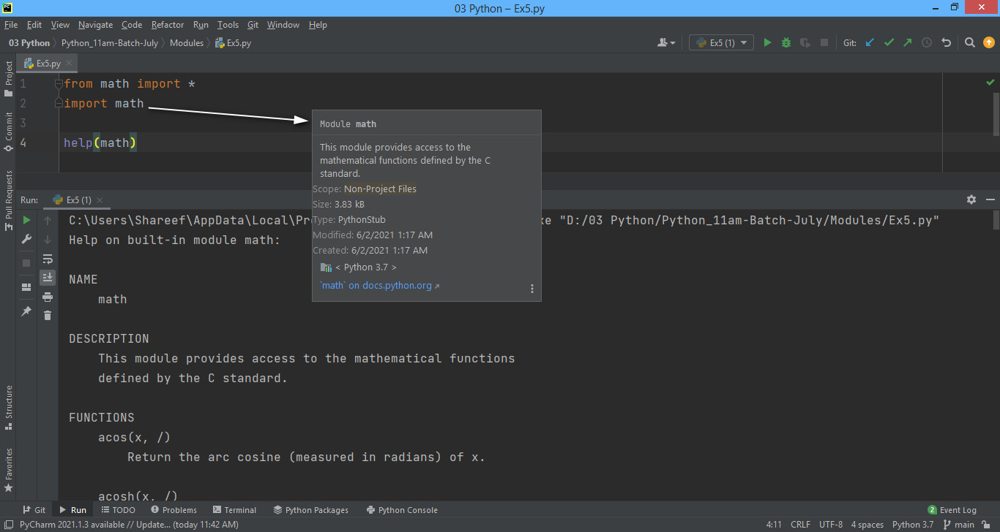 PC
03 Python – Ex5.py
File Edit View Navigate Code Refactor Run Tools Git Window Help
03 Python Python_11am-Batch-July Modules Ex5.py Ex5 (1) Git:
Project
Commit
Pull Requests
Structure
Favorites
Ex5.py
1 from math import *
2 import math
3
4 help(math)
Module math
This module provides access to the
mathematical functions defined by the C
standard.
Scope: Non-Project Files
Size: 3.83 kB
Type: PythonStub
Modified: 6/2/2021 1:17 AM
Created: 6/2/2021 1:17 AM
< Python 3.7 >
`math` on docs.python.org
Run: Ex5 (1)
C:\Users\Shareef\AppData\Local\Pr xe "D:/03 Python/Python_11am-Batch-July/Modules/Ex5.py"
Help on built-in module math:
NAME
math
DESCRIPTION
This module provides access to the mathematical functions
defined by the C standard.
FUNCTIONS
acos(x, /)
Return the arc cosine (measured in radians) of x.
acosh(x, /)
Git Run TODO Problems Terminal Python Packages Python Console 2 Event Log
PyCharm 2021.1.3 available // Update... (today 11:42 AM) 4:11 CRLF UTF-8 4 spaces Python 3.7 main